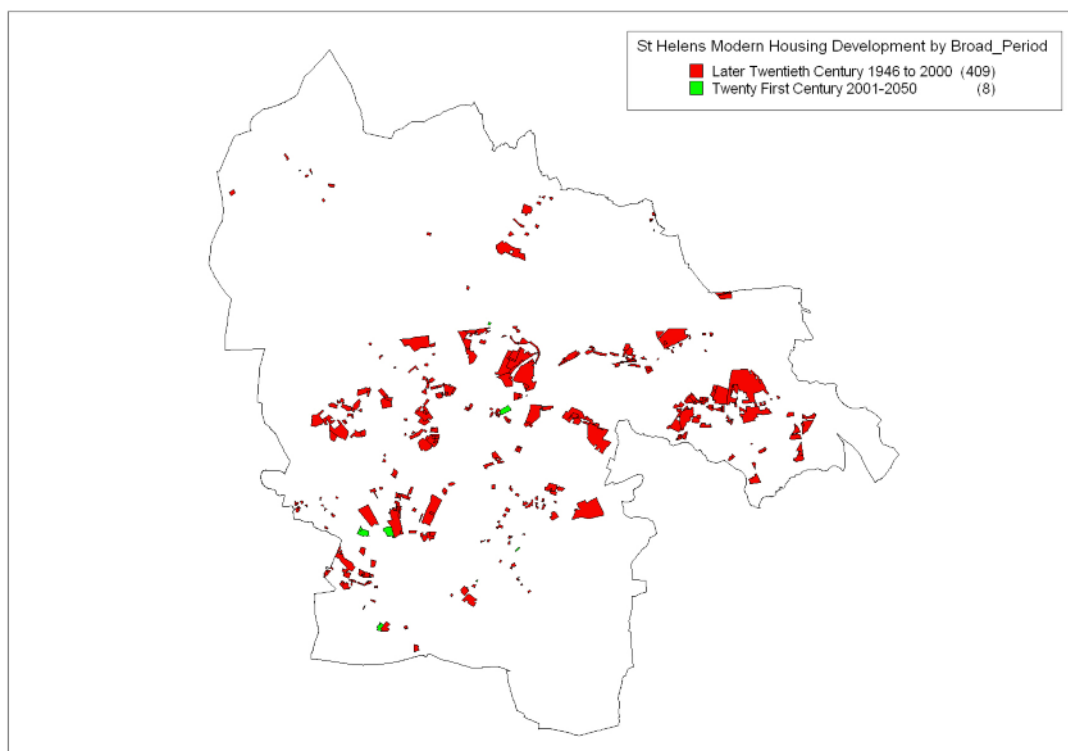 St Helens Modern Housing Development by Broad_Period
Later Twentieth Century 1946 to 2000 (409)
Twenty First Century 2001-2050 (8)